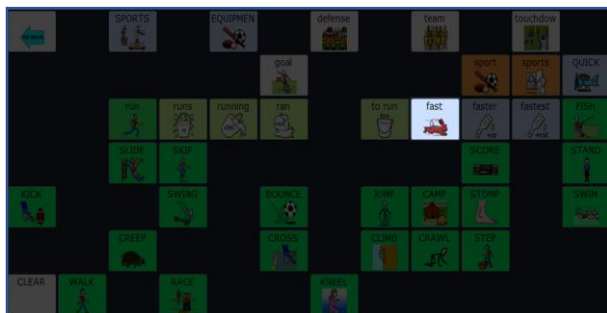 SPORTS EQUIPMEN defense team touchdow
goal sport sports QUICK
run runs running ran to run fast faster fastest FISH
SLIDE SKIP SCORE STAND
KICK SWING BOUNCE JUMP CAMP STOMP SWIM
CREEP CROSS CLIMB CRAWL STEP
CLEAR WALK RACE KNEEL